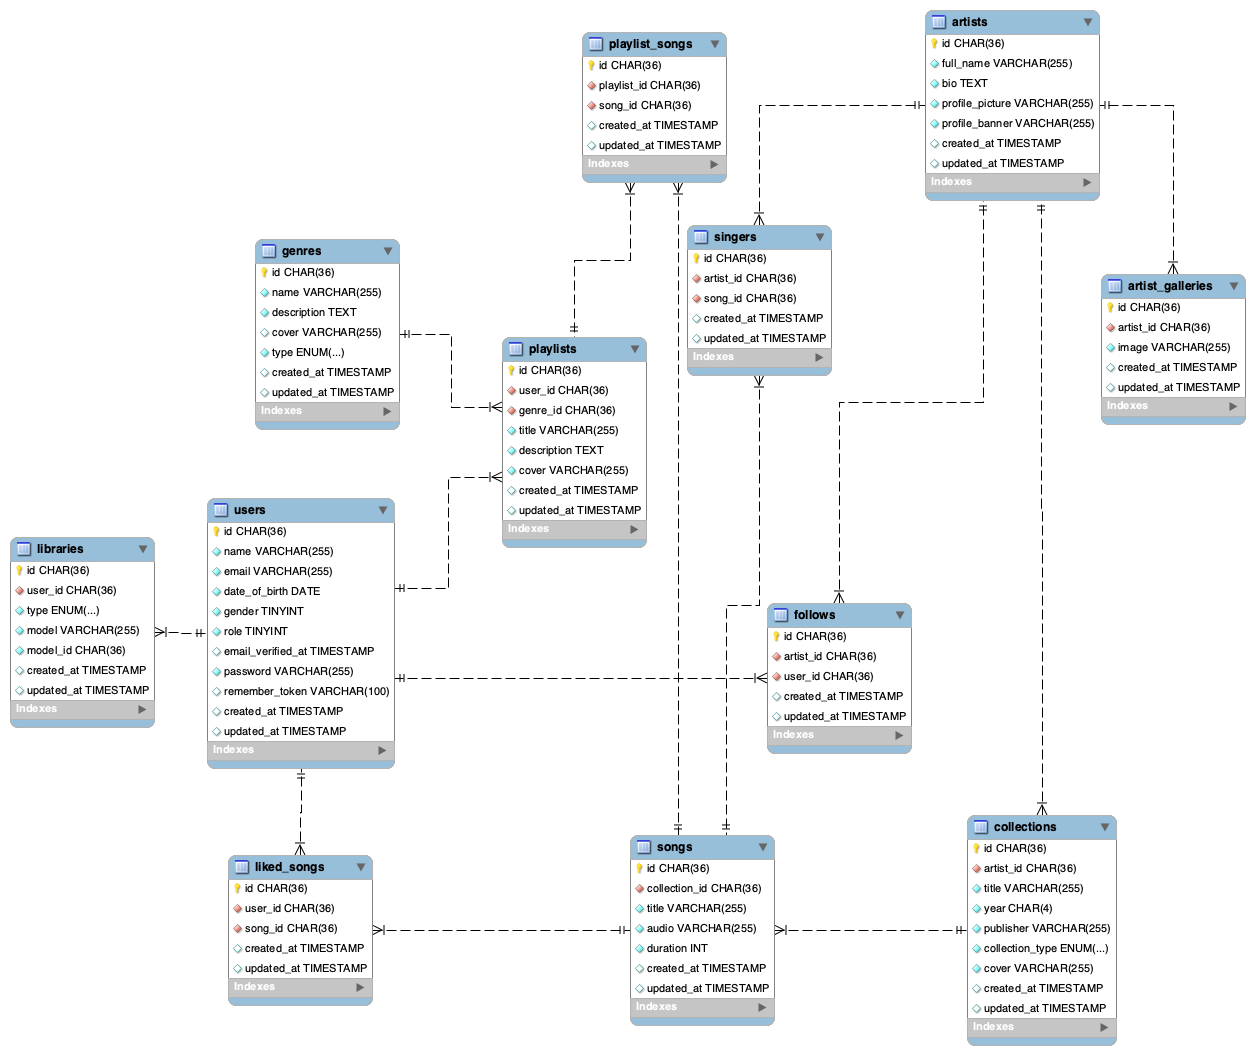 playlist_songs
id CHAR(36)
playlist_id CHAR(36)
song_id CHAR(36)
created_at TIMESTAMP
updated_at TIMESTAMP
Indexes
artists
id CHAR(36)
full_name VARCHAR(255)
bio TEXT
profile_picture VARCHAR(255)
profile_banner VARCHAR(255)
created_at TIMESTAMP
updated_at TIMESTAMP
Indexes
genres
id CHAR(36)
name VARCHAR(255)
description TEXT
cover VARCHAR(255)
type ENUM(...)
created_at TIMESTAMP
updated_at TIMESTAMP
Indexes
singers
id CHAR(36)
artist_id CHAR(36)
song_id CHAR(36)
created_at TIMESTAMP
updated_at TIMESTAMP
Indexes
artist_galleries
id CHAR(36)
artist_id CHAR(36)
image VARCHAR(255)
created_at TIMESTAMP
updated_at TIMESTAMP
Indexes
playlists
id CHAR(36)
user_id CHAR(36)
genre_id CHAR(36)
title VARCHAR(255)
description TEXT
cover VARCHAR(255)
created_at TIMESTAMP
updated_at TIMESTAMP
Indexes
libraries
id CHAR(36)
user_id CHAR(36)
type ENUM(...)
model VARCHAR(255)
model_id CHAR(36)
created_at TIMESTAMP
updated_at TIMESTAMP
Indexes
users
id CHAR(36)
name VARCHAR(255)
email VARCHAR(255)
date_of_birth DATE
gender TINYINT
role TINYINT
email_verified_at TIMESTAMP
password VARCHAR(255)
remember_token VARCHAR(100)
created_at TIMESTAMP
updated_at TIMESTAMP
Indexes
follows
id CHAR(36)
artist_id CHAR(36)
user_id CHAR(36)
created_at TIMESTAMP
updated_at TIMESTAMP
Indexes
liked_songs
id CHAR(36)
user_id CHAR(36)
song_id CHAR(36)
created_at TIMESTAMP
updated_at TIMESTAMP
Indexes
songs
id CHAR(36)
collection_id CHAR(36)
title VARCHAR(255)
audio VARCHAR(255)
duration INT
created_at TIMESTAMP
updated_at TIMESTAMP
Indexes
collections
id CHAR(36)
artist_id CHAR(36)
title VARCHAR(255)
year CHAR(4)
publisher VARCHAR(255)
collection_type ENUM(...)
cover VARCHAR(255)
created_at TIMESTAMP
updated_at TIMESTAMP
Indexes